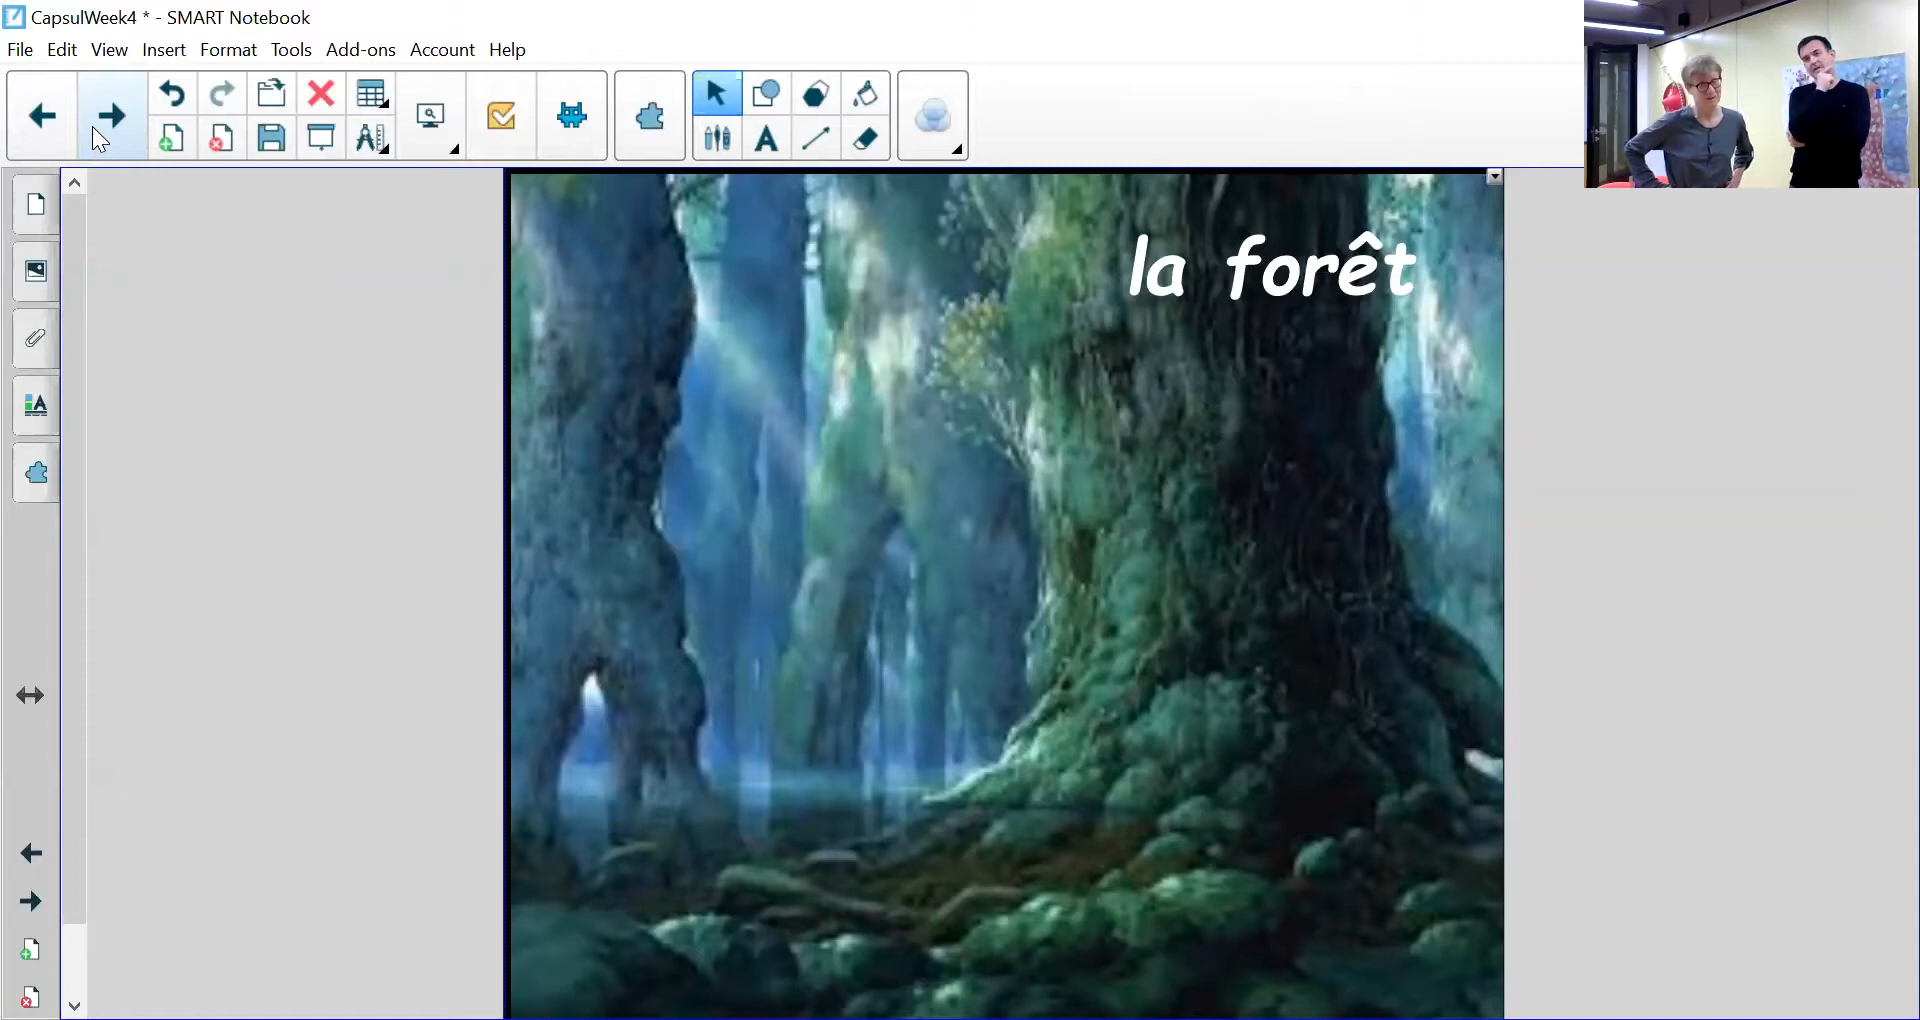 CapsulWeek4 * - SMART Notebook
File Edit View Insert Format Tools Add-ons Account Help
la forêt